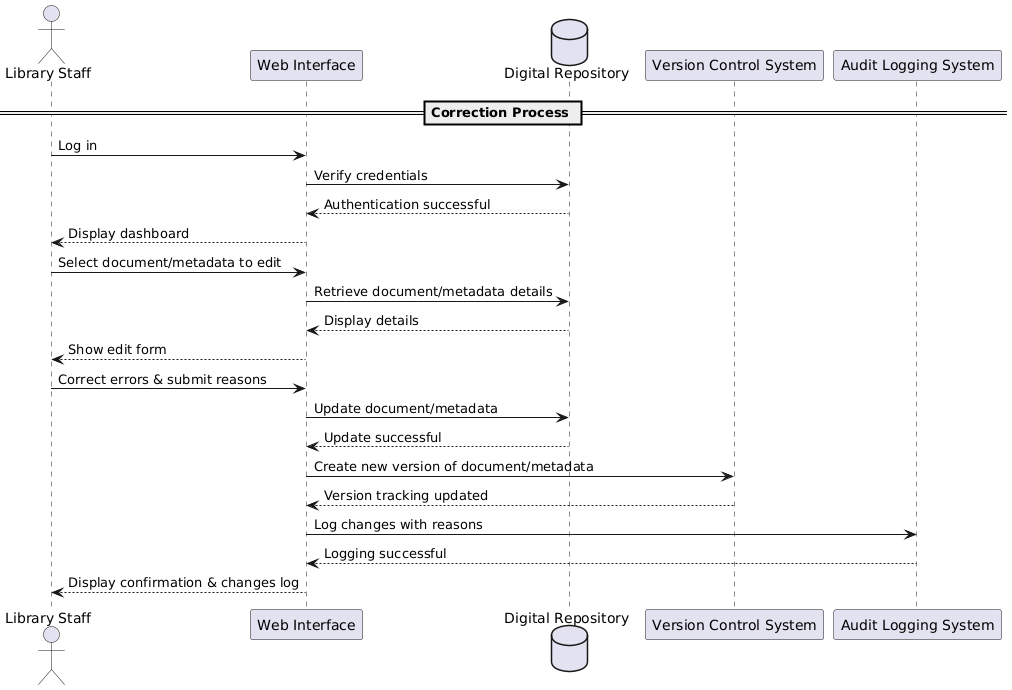 Library Staff
Web Interface
Digital Repository
Version Control System
Audit Logging System
Correction Process
Log in
Verify credentials
Authentication successful
Display dashboard
Select document/metadata to edit
Retrieve document/metadata details
Display details
Show edit form
Correct errors & submit reasons
Update document/metadata
Update successful
Create new version of document/metadata
Version tracking updated
Log changes with reasons
Logging successful
Display confirmation & changes log
Library Staff
Web Interface
Digital Repository
Version Control System
Audit Logging System